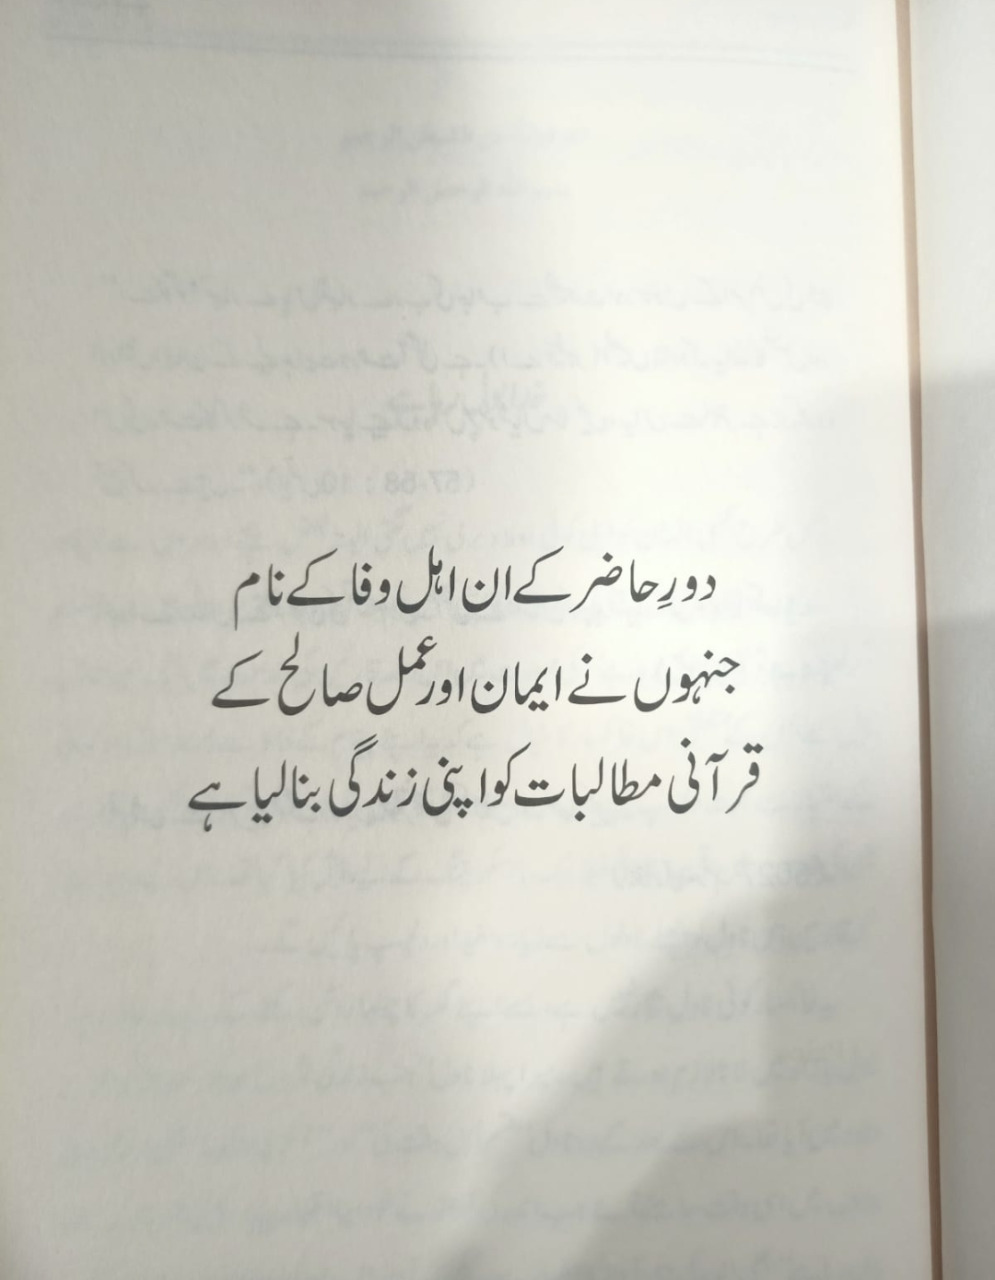 دورِ حاضر کے ان اہل وفا کے نام
جنہوں نے ایمان اور عمل صالح کے
قرآنی مطالبات کو اپنی زندگی بنالیا ہے